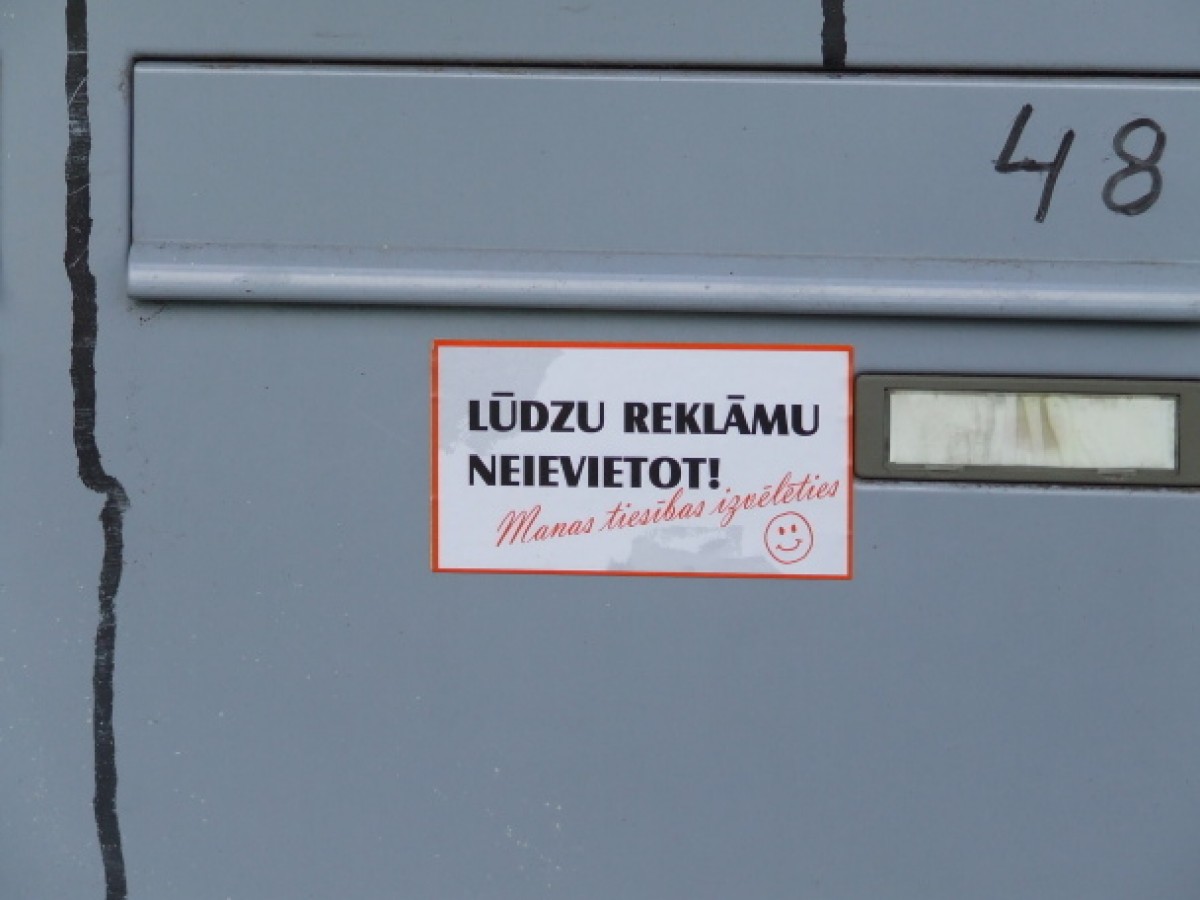 48
LŪDZU REKLĀMU
NEIEVIETOT!
Manas tiesības izvēlēties